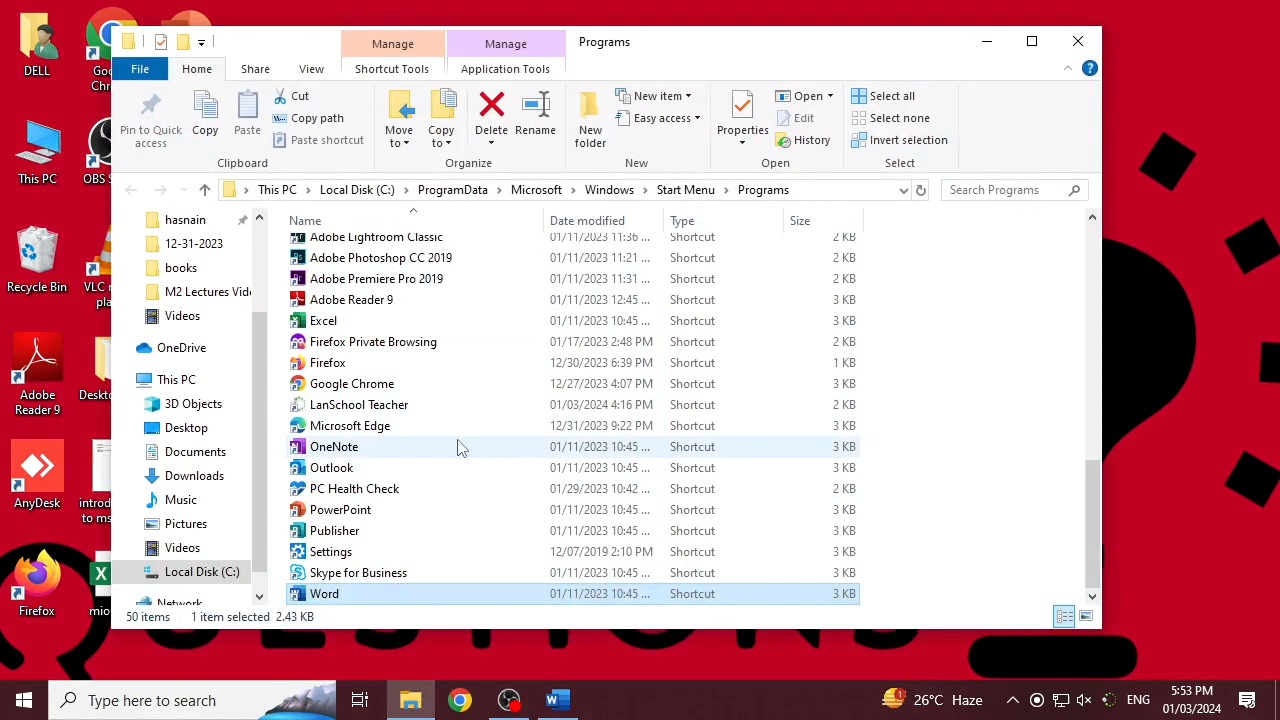 DELL
Goo
Chr
This PC
OBS S
Recycle Bin
VLC m
pla
Adobe
Reader 9
Deskto
AnyDesk
introd
to ms
Firefox
mio
Manage
Manage
Programs
File
Home
Share
View
Shortcut Tools
Application Tools
Pin to Quick
access
Copy
Paste
Cut
Copy path
Paste shortcut
Clipboard
Move
to
Copy
to
Delete
Rename
Organize
New
folder
New item
Easy access
New
Properties
Open
Edit
History
Open
Select all
Select none
Invert selection
Select
This PC
Local Disk (C:)
ProgramData
Microsoft
Windows
Start Menu
Programs
Search Programs
hasnain
12-31-2023
books
M2 Lectures Vide
Videos
OneDrive
This PC
3D Objects
Desktop
Documents
Downloads
Music
Pictures
Videos
Local Disk (C:)
Network
Name Date modified Type Size
Adobe Lightroom Classic 01/11/2023 11:36 ... Shortcut 2 KB
Adobe Photoshop CC 2019 01/11/2023 11:21 ... Shortcut 2 KB
Adobe Premiere Pro 2019 01/11/2023 11:31 ... Shortcut 2 KB
Adobe Reader 9 01/11/2023 12:45 ... Shortcut 3 KB
Excel 01/11/2023 10:45 ... Shortcut 3 KB
Firefox Private Browsing 01/17/2023 2:48 PM Shortcut 2 KB
Firefox 12/30/2023 6:39 PM Shortcut 1 KB
Google Chrome 12/27/2023 4:07 PM Shortcut 3 KB
LanSchool Teacher 01/03/2024 4:16 PM Shortcut 2 KB
Microsoft Edge 12/31/2023 9:22 PM Shortcut 3 KB
OneNote 01/11/2023 10:45 ... Shortcut 3 KB
Outlook 01/11/2023 10:45 ... Shortcut 3 KB
PC Health Check 01/29/2023 10:42 ... Shortcut 2 KB
PowerPoint 01/11/2023 10:45 ... Shortcut 3 KB
Publisher 01/11/2023 10:45 ... Shortcut 3 KB
Settings 12/07/2019 2:10 PM Shortcut 3 KB
Skype for Business 01/11/2023 10:45 ... Shortcut 3 KB
Word 01/11/2023 10:45 ... Shortcut 3 KB
50 items 1 item selected 2.43 KB
Type here to search
26°C Haze
ENG
5:53 PM
01/03/2024